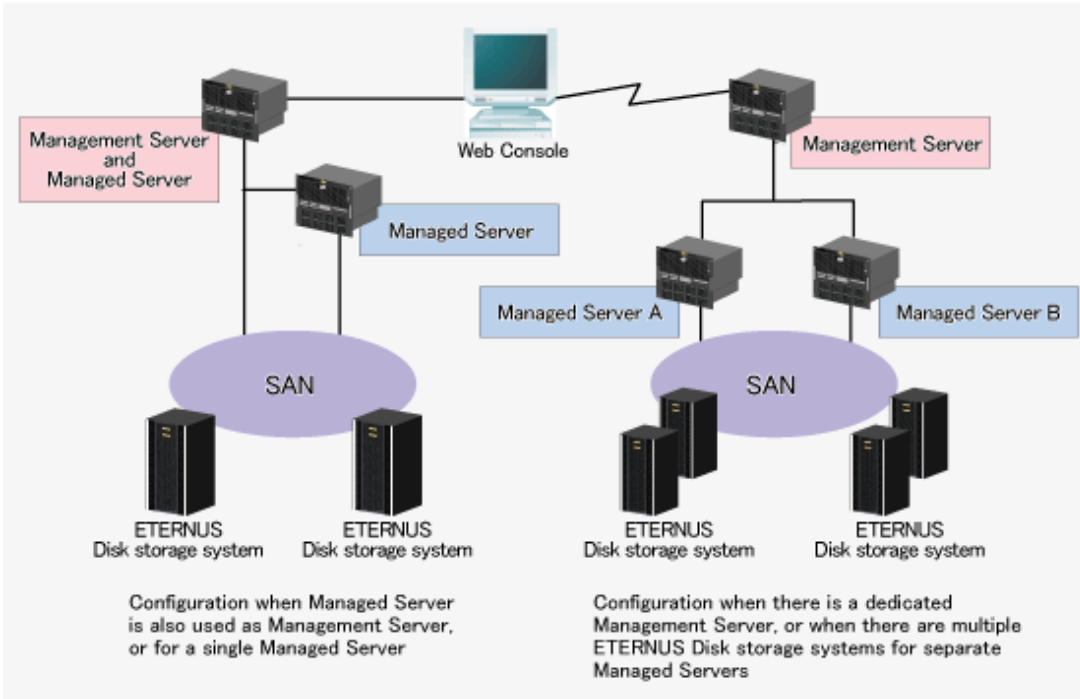 Web Console
Management Server
and
Managed Server
Management Server
Managed Server
Managed Server A
Managed Server B
SAN
SAN
ETERNUS
Disk storage system
ETERNUS
Disk storage system
ETERNUS
Disk storage system
ETERNUS
Disk storage system
Configuration when Managed Server
is also used as Management Server,
or for a single Managed Server
Configuration when there is a dedicated
Management Server, or when there are multiple
ETERNUS Disk storage systems for separate
Managed Servers